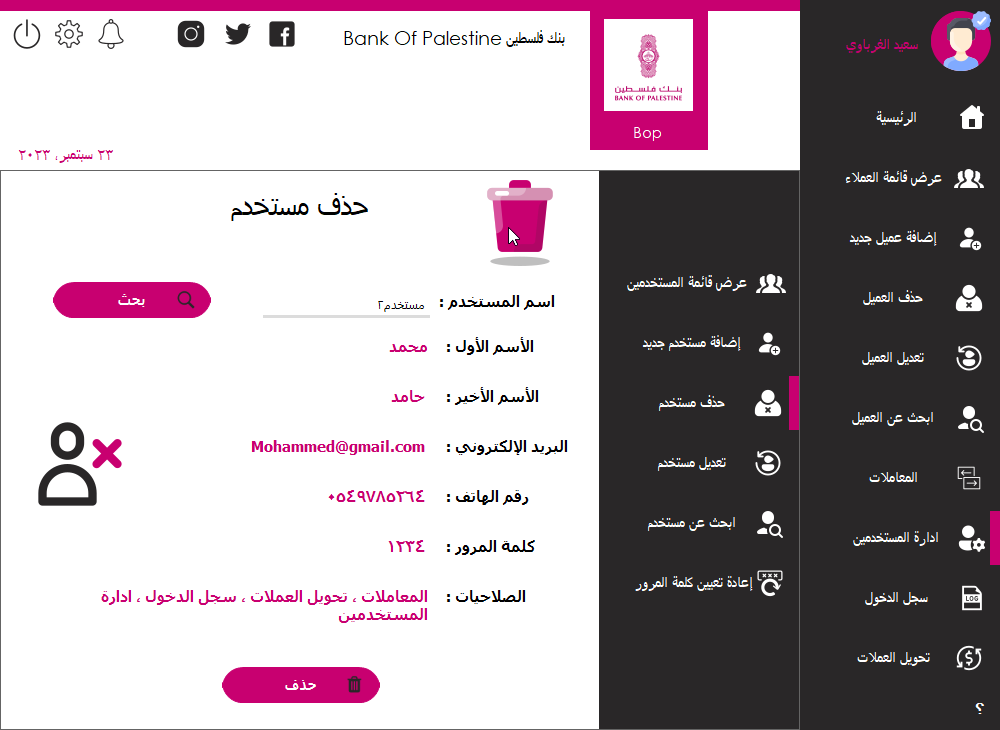 سعيد الغرباوي
الرئيسية
عرض قائمة العملاء
إضافة عميل جديد
حذف العميل
تعديل العميل
ابحث عن العميل
المعاملات
ادارة المستخدمين
سجل الدخول
LOG
تحويل العملات
؟
بنك فلسطين
BANK OF PALESTINE
Bop
Bank Of Palestine بنك فلسطين
٢٣ سبتمبر، ٢٠٢٣
عرض قائمة المستخدمين
إضافة مستخدم جديد
حذف مستخدم
تعديل مستخدم
ابحث عن مستخدم
إعادة تعيين كلمة المرور
حذف مستخدم
اسم المستخدم : مستخدم٢
بحث
الأسم الأول : محمد
الأسم الأخير : حامد
البريد الإلكتروني : Mohammed@gmail.com
رقم الهاتف : ٠٥٤٩٧٨٥٢٦٤
كلمة المرور : ١٢٣٤
الصلاحيات : المعاملات ، تحويل العملات ، سجل الدخول ، ادارة
المستخدمين
حذف